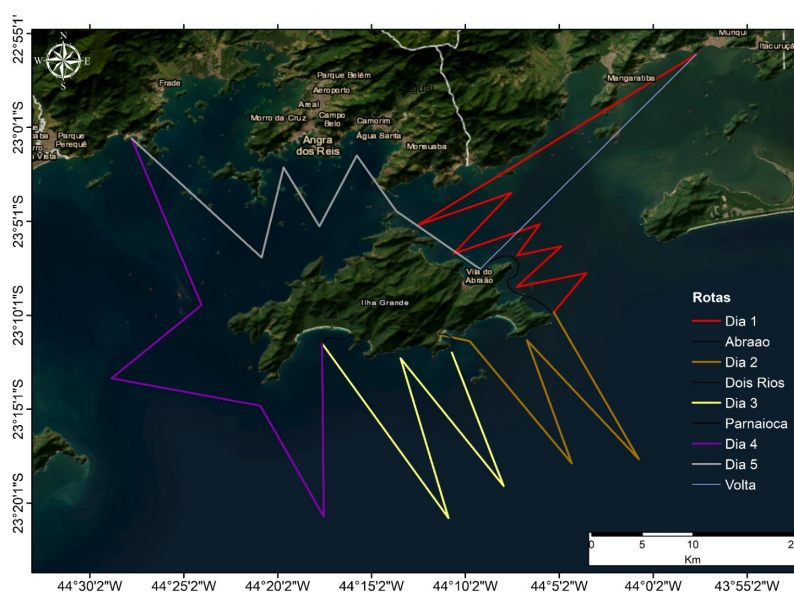 22°55'1'
23°0'1"S
23°5'1"S
23°10'1"S
23°15'1"S
23°20'1"S
N
W
E
S
Muriqui
Itacuruçá
Mangaratiba
Frade
Parque Belém
Aeroporto
Areal
Morro da Cruz
Campo
Belo
Camorim
Água Santa
Angra
dos Reis
Monsuaba
Parque
Perequê
Vista
Vila do
Abraão
Ilha Grande
Rotas
Dia 1
Abraao
Dia 2
Dois Rios
Dia 3
Parnaioca
Dia 4
Dia 5
Volta
0 5 10 2
Km
44°30'2"W 44°25'2"W 44°20'2"W 44°15'2"W 44°10'2"W 44°5'2"W 44°0'2"W 43°55'2"W